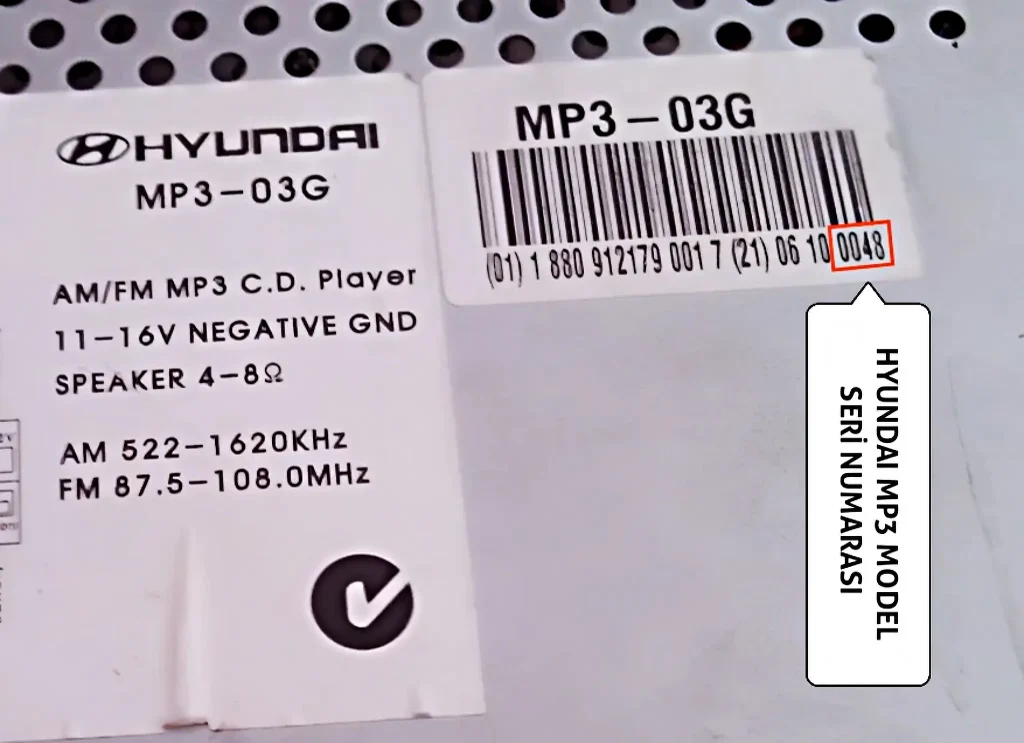 HYUNDAI
MP3-03G
AM/FM MP3 C.D. Player
11-16V NEGATIVE GND
SPEAKER 4-8Ω
AM 522-1620KHz
FM 87.5-108.0MHz
MP3-03G
(01) 1 880 912179 001 7 (21) 06 10 0048
HYUNDAI MP3 MODEL
SERİ NUMARASI